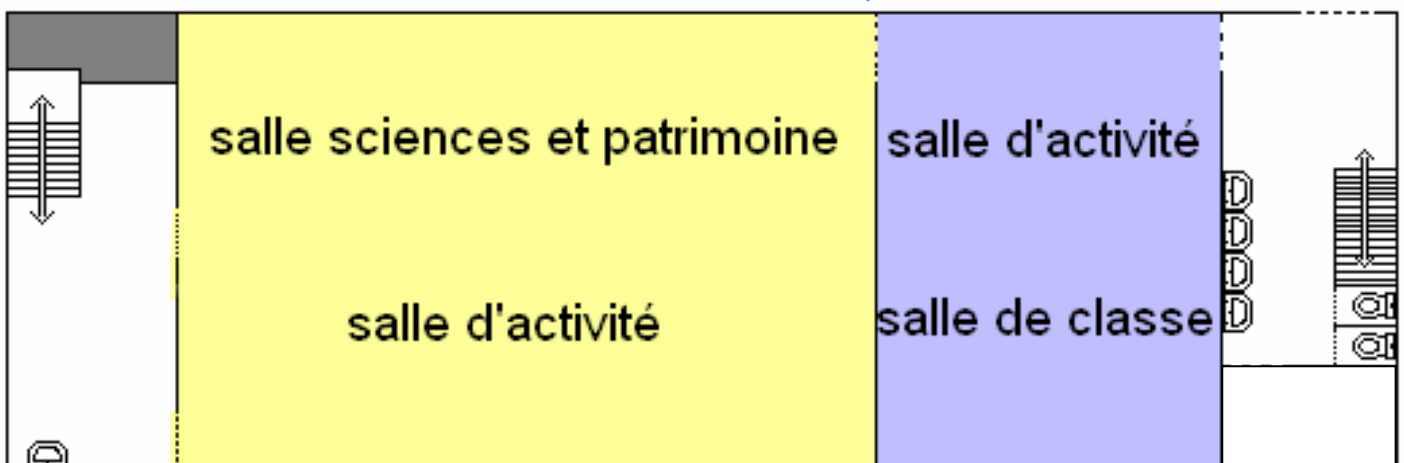 salle sciences et patrimoine
salle d'activité
salle d'activité
salle de classe